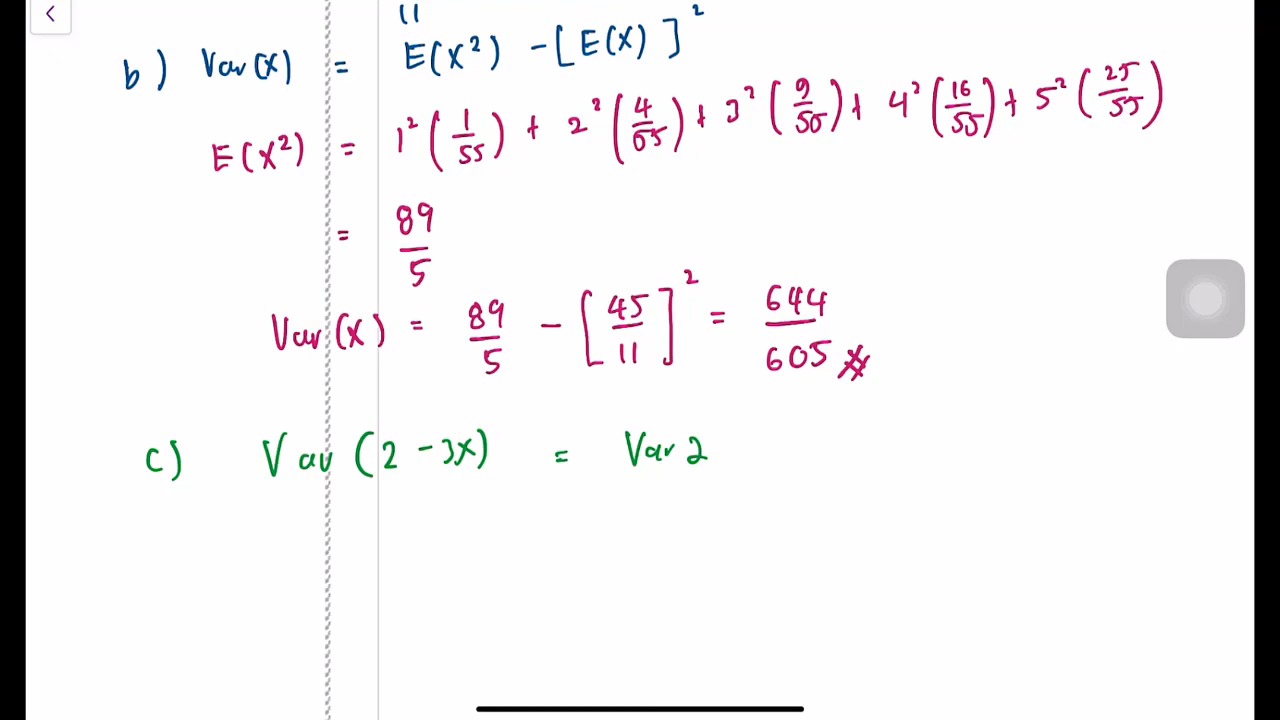 b) Var(x) = E(X²) - [E(X)]²
E(X²) = 1² (1/55) + 2² (4/55) + 3² (9/55) + 4² (16/55) + 5² (25/55)
= 89/5
Var(X) = 89/5 - [45/11]² = 644/605
c) Var (2 - 3X) = Var 2